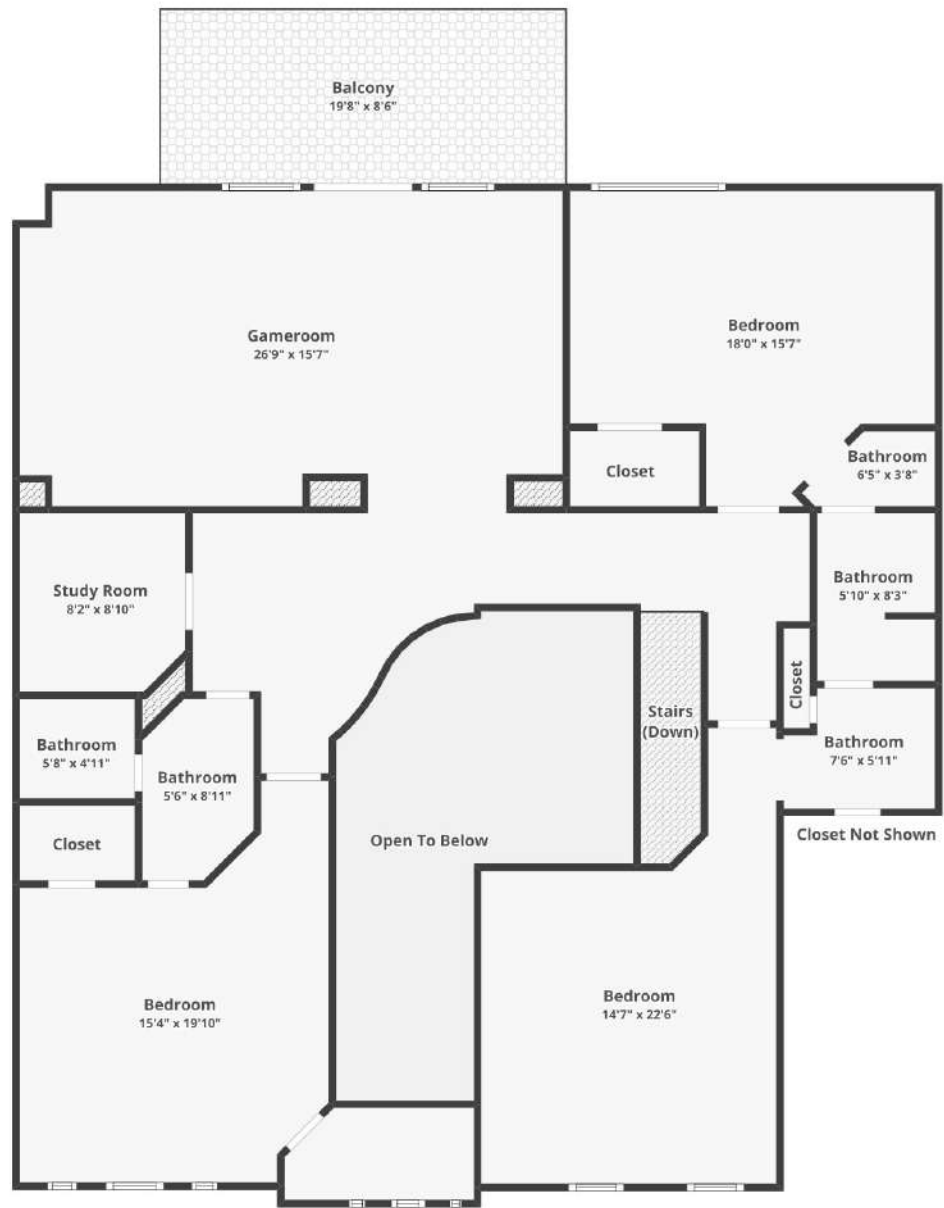 Balcony
19'8" x 8'6"
Gameroom
26'9" x 15'7"
Bedroom
18'0" x 15'7"
Closet
Bathroom
6'5" x 3'8"
Study Room
8'2" x 8'10"
Bathroom
5'10" x 8'3"
Closet
Stairs
(Down)
Bathroom
5'8" x 4'11"
Bathroom
5'6" x 8'11"
Bathroom
7'6" x 5'11"
Closet
Open To Below
Closet Not Shown
Bedroom
15'4" x 19'10"
Bedroom
14'7" x 22'6"